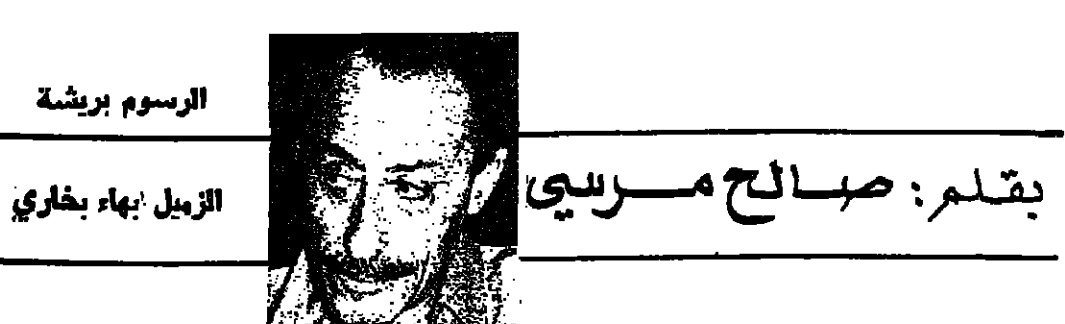 بقلم : صالح مرسي
الرسوم بريشة
الزميل بهاء بخاري